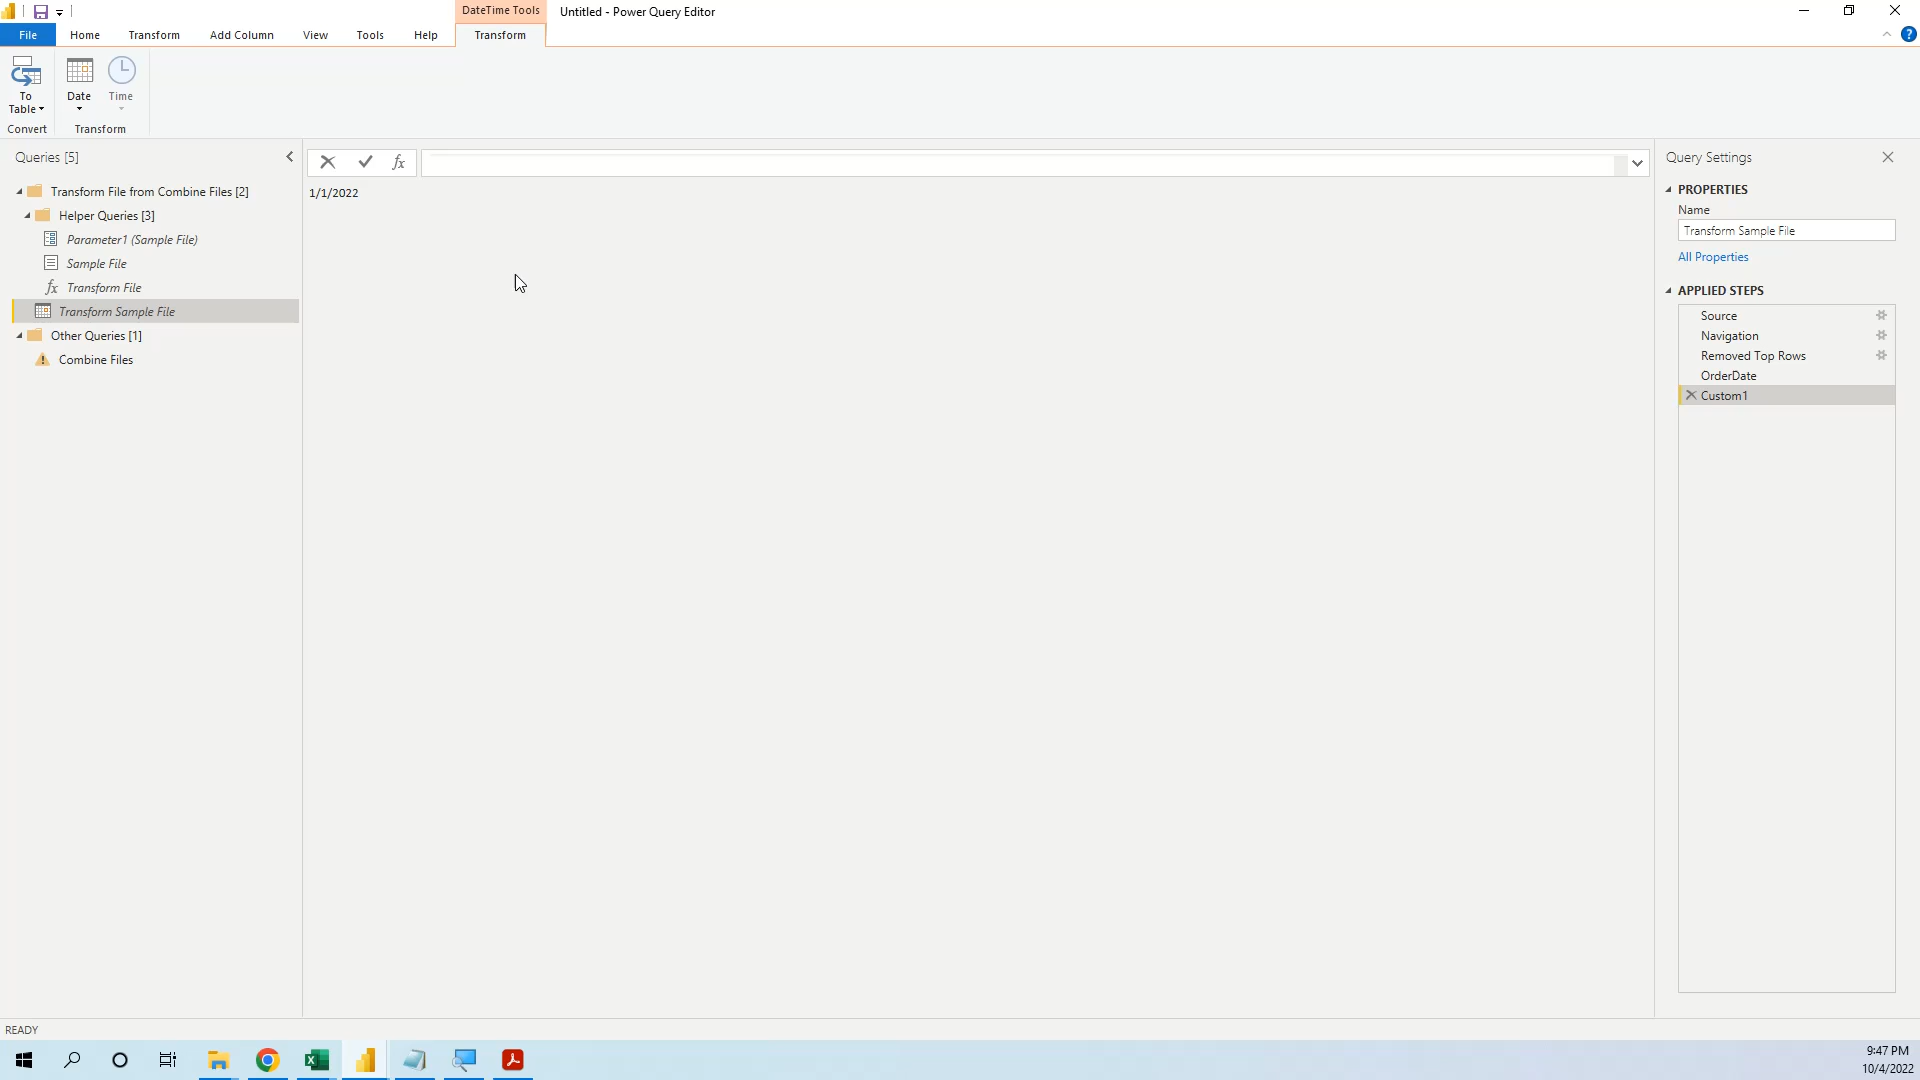 DateTime Tools
Untitled - Power Query Editor
File
Home
Transform
Add Column
View
Tools
Help
Transform
?
To
Table
Date
Time
Convert
Transform
Queries [5]
fx
Query Settings
1/1/2022
Transform File from Combine Files [2]
Helper Queries [3]
Parameter1 (Sample File)
Sample File
fx Transform File
Transform Sample File
Other Queries [1]
Combine Files
PROPERTIES
Name
Transform Sample File
All Properties
APPLIED STEPS
Source
Navigation
Removed Top Rows
OrderDate
Custom1
READY
9:47 PM
10/4/2022